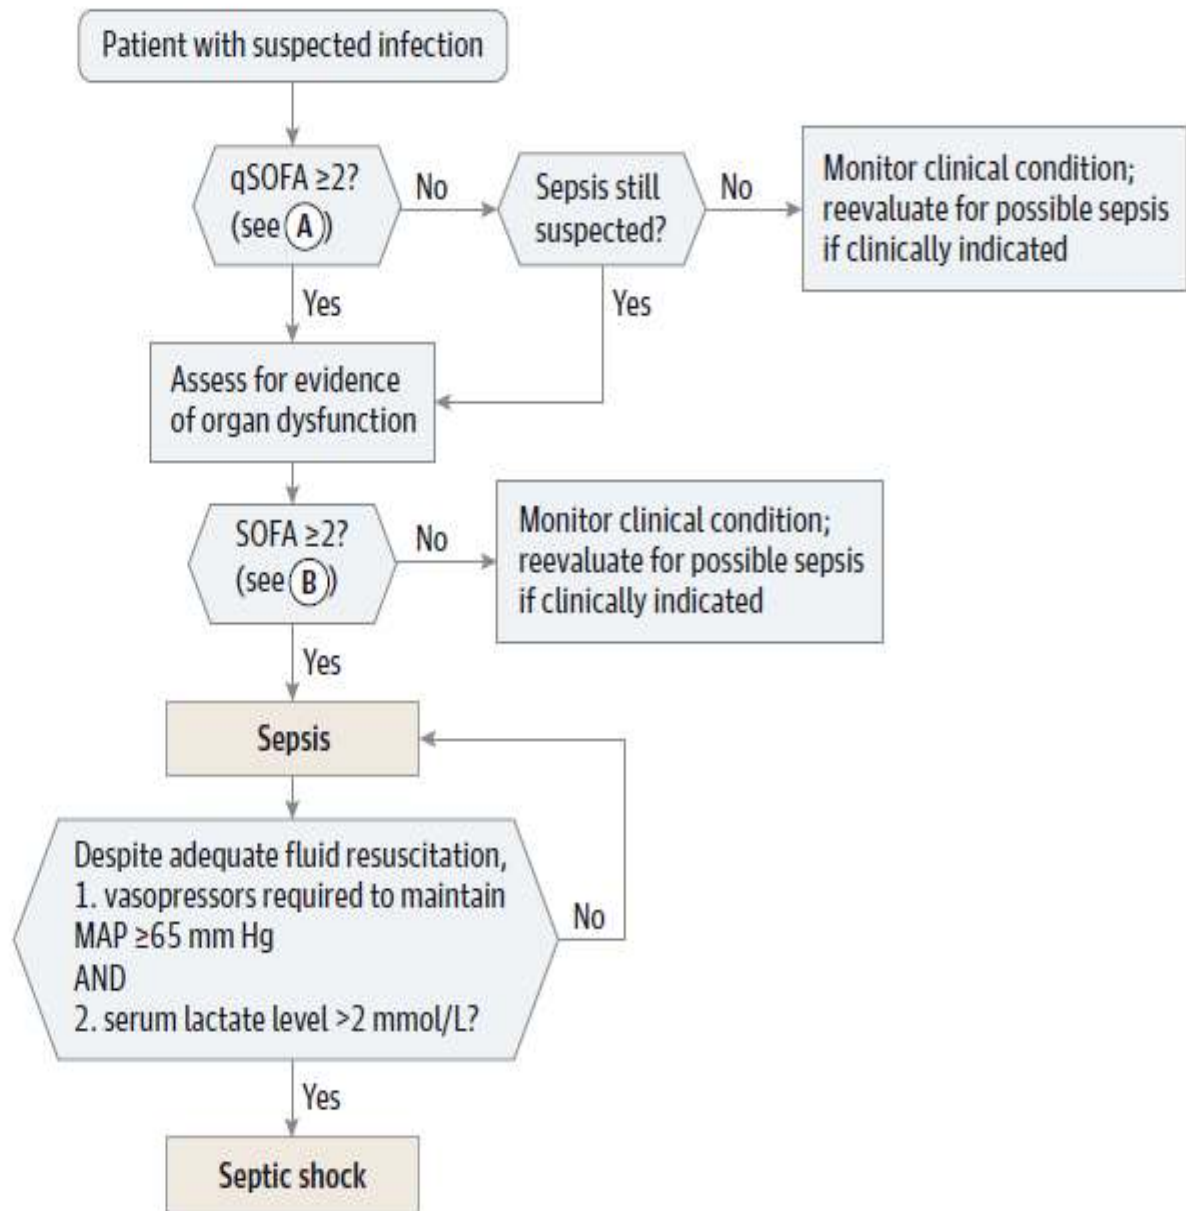 Patient with suspected infection
qSOFA ≥2?
(see A)
No
Sepsis still
suspected?
No
Monitor clinical condition;
reevaluate for possible sepsis
if clinically indicated
Yes
Yes
Assess for evidence
of organ dysfunction
SOFA ≥2?
(see B)
No
Monitor clinical condition;
reevaluate for possible sepsis
if clinically indicated
Yes
Sepsis
Despite adequate fluid resuscitation,
1. vasopressors required to maintain
MAP ≥65 mm Hg
AND
2. serum lactate level >2 mmol/L?
No
Yes
Septic shock